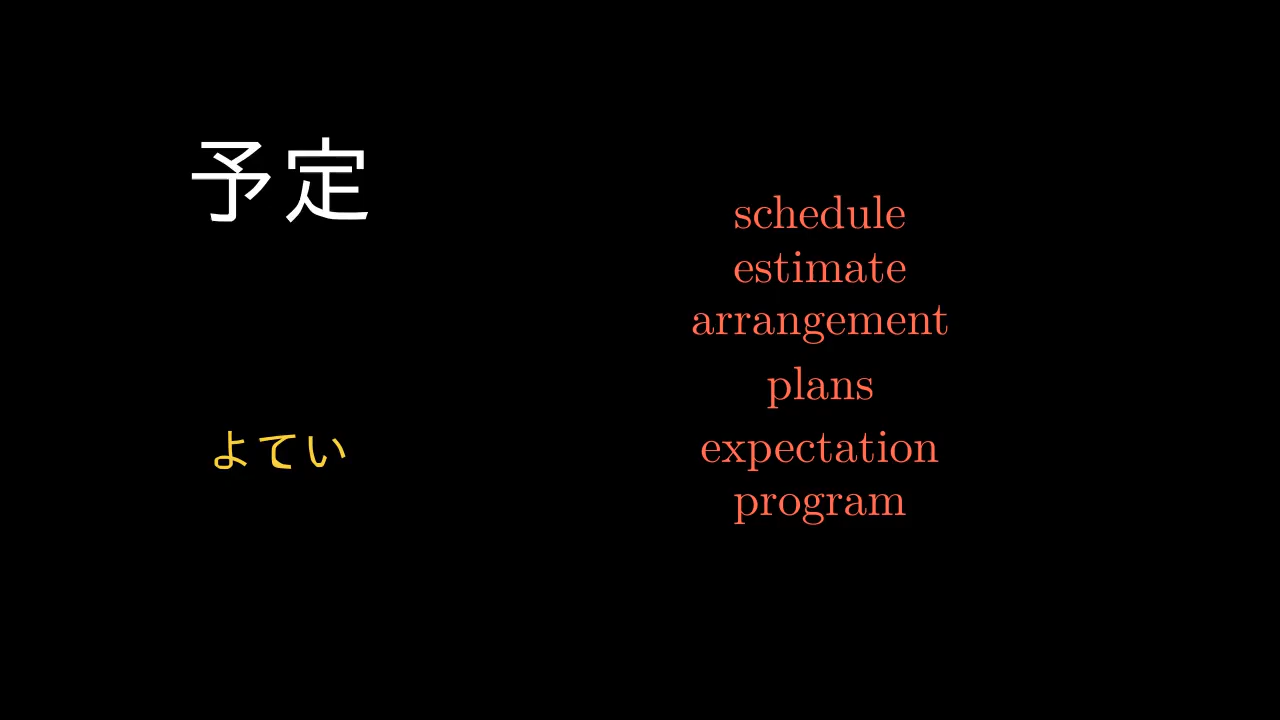 予定
よてい
schedule
estimate
arrangement
plans
expectation
program